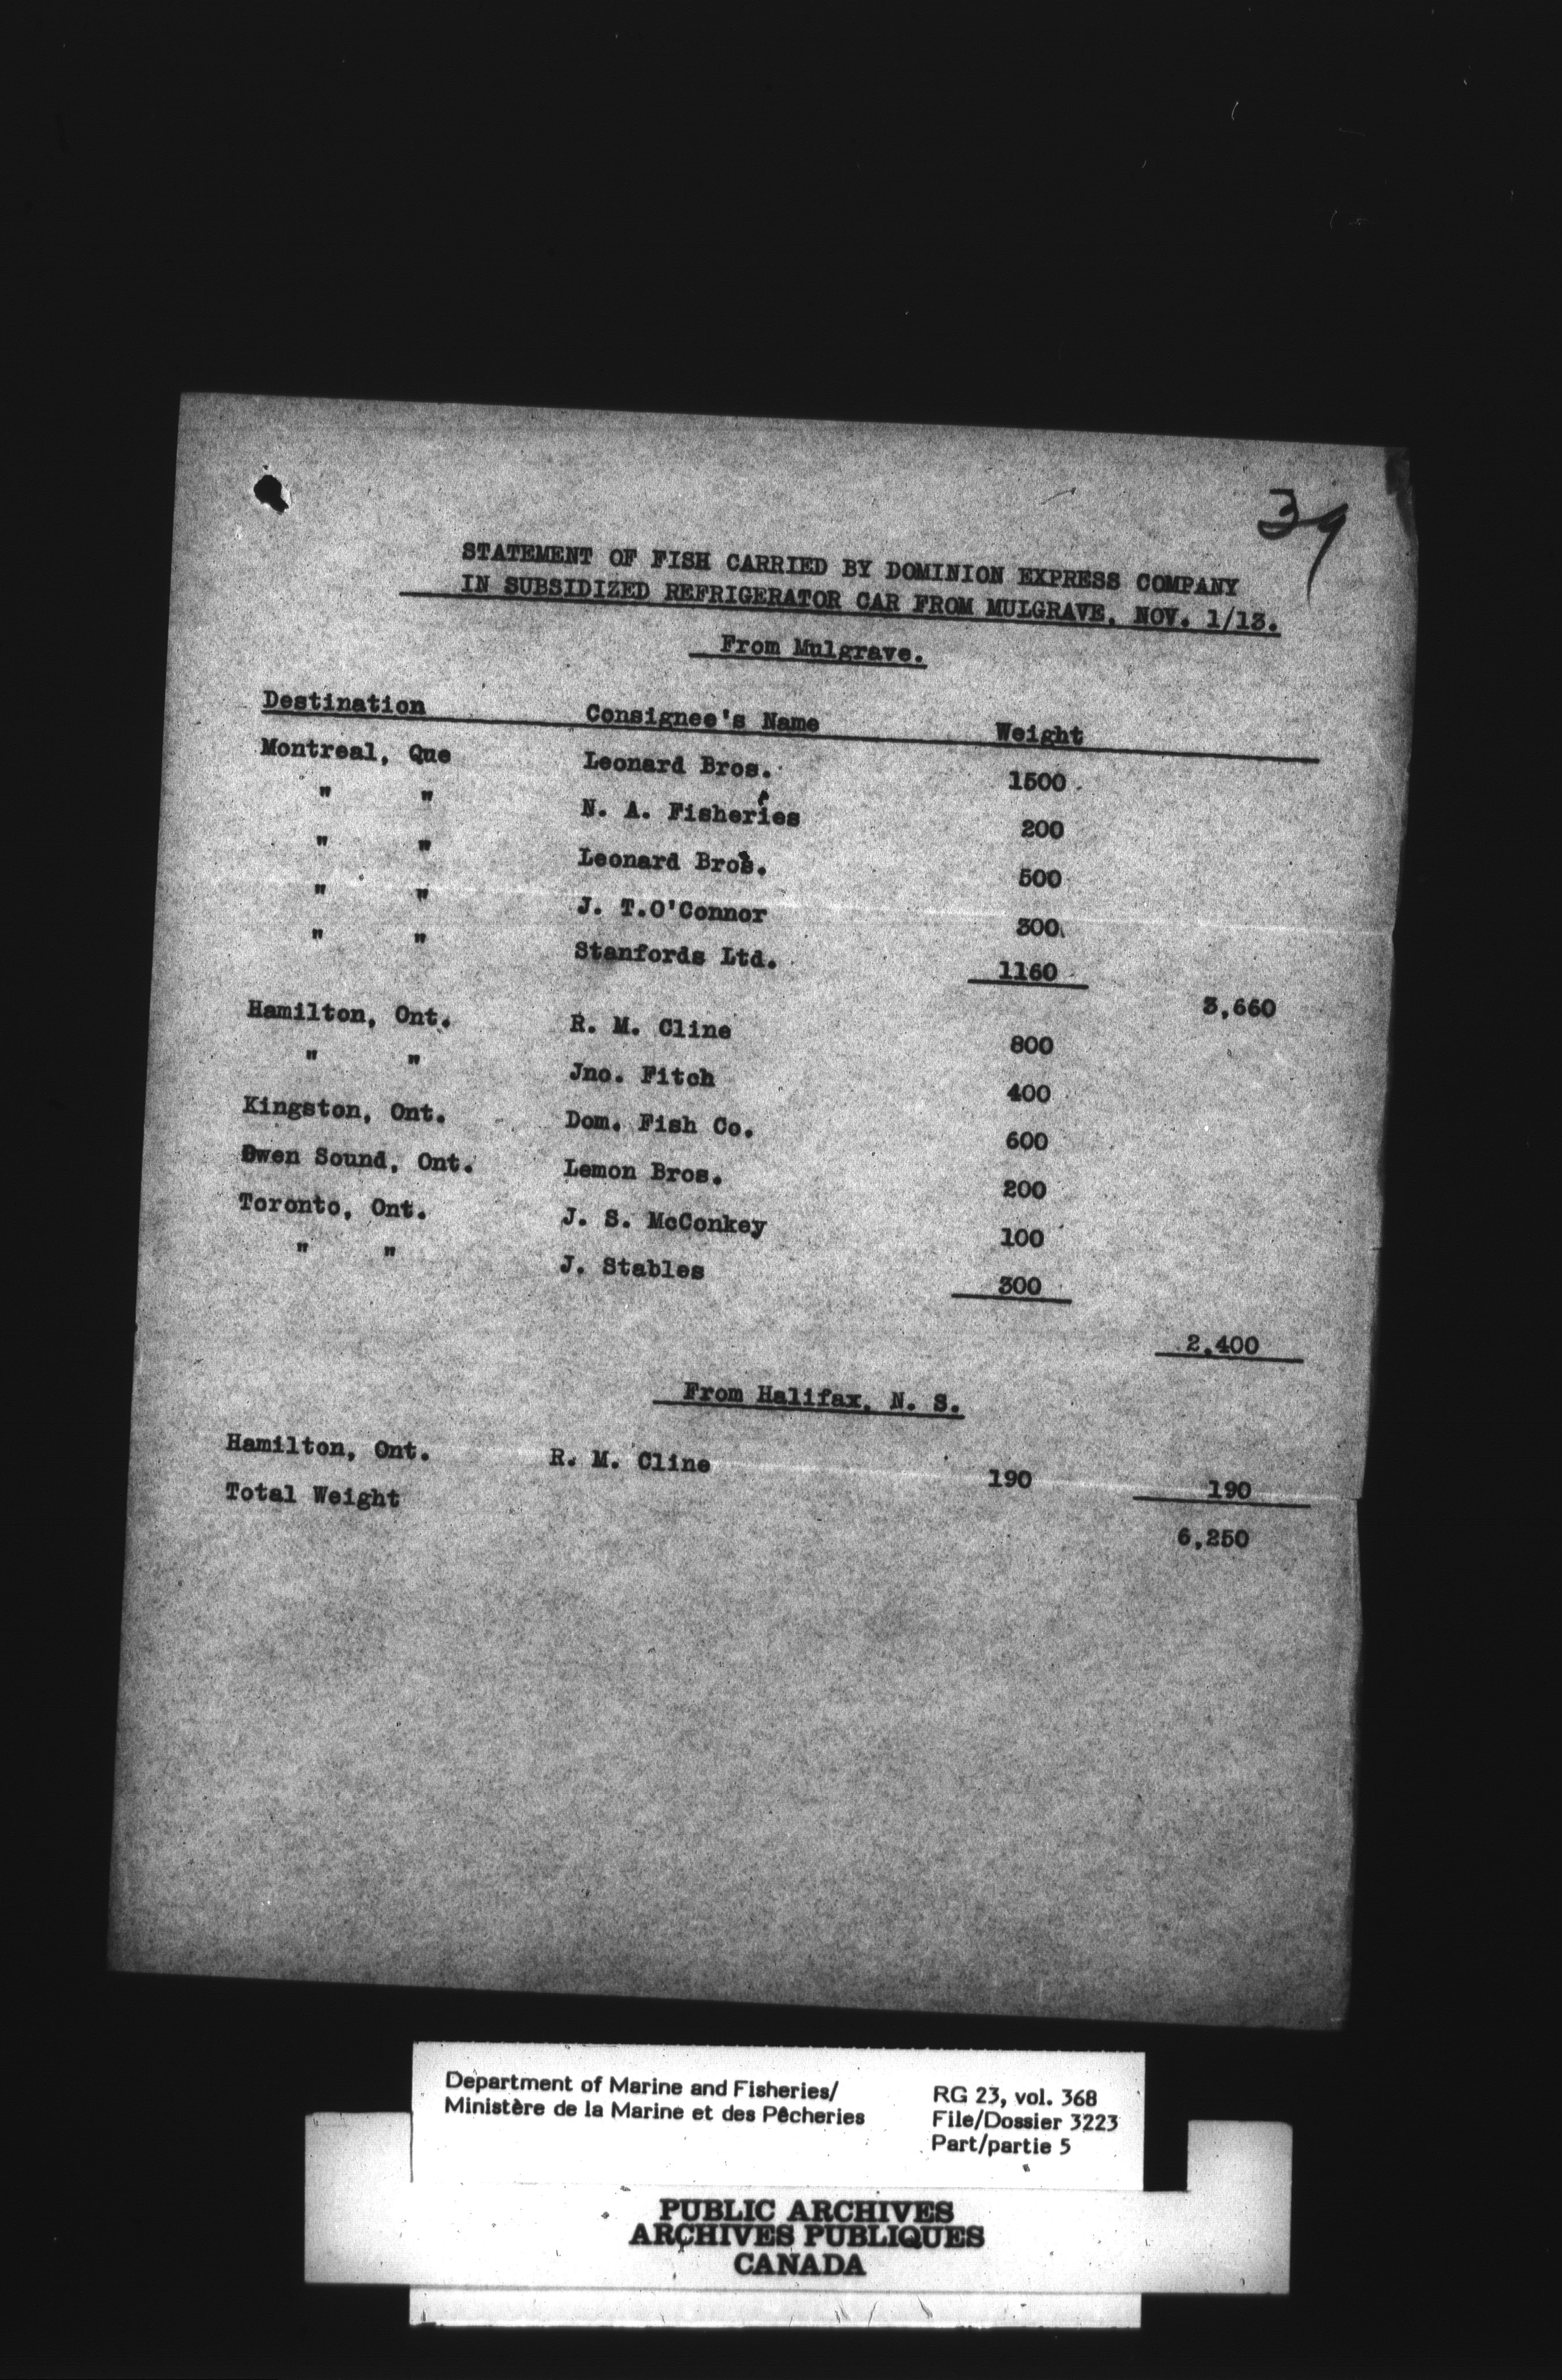 39
STATEMENT OF FISH CARRIED BY DOMINION EXPRESS COMPANY
IN SUBSIDIZED REFRIGERATOR CAR FROM MULGRAVE, NOV. 1/13.
From Mulgrave.
Destination Consignee's Name Weight
Montreal, Que Leonard Bros. 1500
" " N. A. Fisheries 200
" " Leonard Bros. 500
" " J. T.O'Connor 300
" " Stanfords Ltd. 1160
3,660
Hamilton, Ont. R. M. Cline 800
" " Jno. Fitch 400
Kingston, Ont. Dom. Fish Co. 600
Owen Sound, Ont. Lemon Bros. 200
Toronto, Ont. J. S. McConkey 100
" " J. Stables 300
2,400
From Halifax, N. S.
Hamilton, Ont. R. M. Cline 190 190
Total Weight 6,250
Department of Marine and Fisheries/
Ministère de la Marine et des Pêcheries
RG 23, vol. 368
File/Dossier 3223
Part/partie 5
PUBLIC ARCHIVES
ARCHIVES PUBLIQUES
CANADA